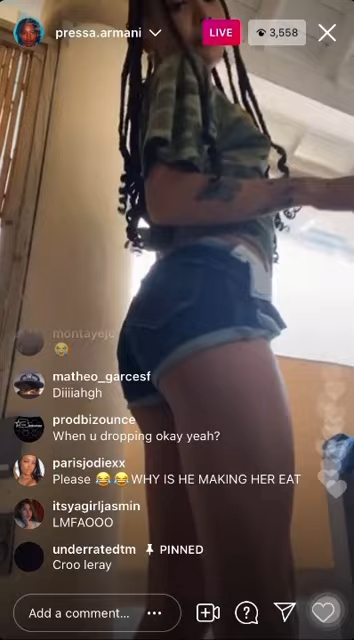 pressa.armani
LIVE
3,558
montayejo
😭
matheo_garcesf
Diiiiahgh
prodbizounce
When u dropping okay yeah?
parisjodiexx
Please 😂😂WHY IS HE MAKING HER EAT
itsyagirljasmin
LMFAOOO
underratedtm PINNED
Croo leray
Add a comment...